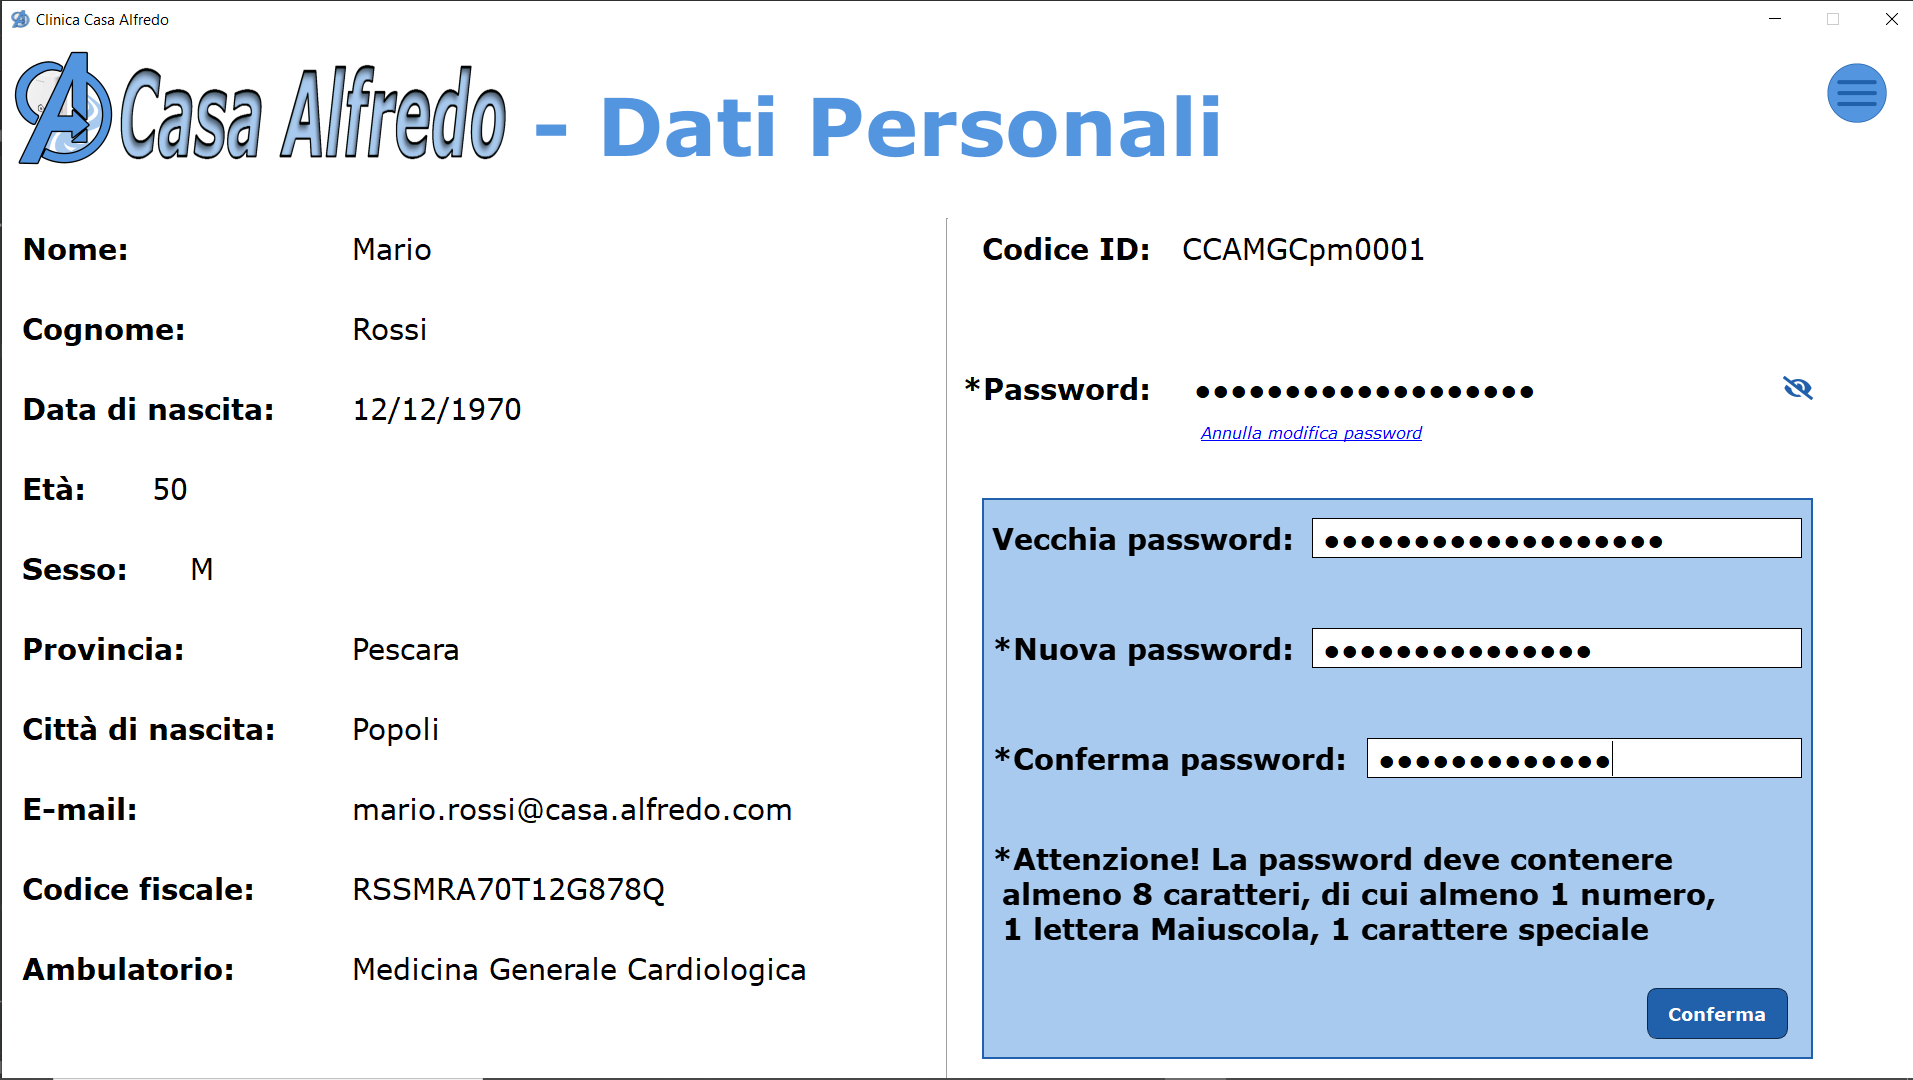 Clinica Casa Alfredo
Casa Alfredo - Dati Personali
Nome: Mario
Cognome: Rossi
Data di nascita: 12/12/1970
Età: 50
Sesso: M
Provincia: Pescara
Città di nascita: Popoli
E-mail: mario.rossi@casa.alfredo.com
Codice fiscale: RSSMRA70T12G878Q
Ambulatorio: Medicina Generale Cardiologica
Codice ID: CCAMGCpm0001
*Password: ●●●●●●●●●●●●●●●●●●●
Annulla modifica password
Vecchia password: ●●●●●●●●●●●●●●●●●●●
*Nuova password: ●●●●●●●●●●●●●●●
*Conferma password: ●●●●●●●●●●●●●
*Attenzione! La password deve contenere
almeno 8 caratteri, di cui almeno 1 numero,
1 lettera Maiuscola, 1 carattere speciale
Conferma